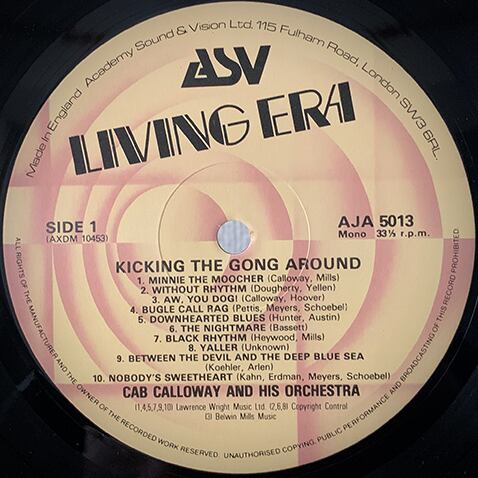 Made in England Academy Sound & Vision Ltd. 115 Fulham Road, London SW3 6RL.
ASV
LIVING ERA
SIDE 1
(AXDM 10453)
AJA 5013
Mono 33⅓ r.p.m.
KICKING THE GONG AROUND
1. MINNIE THE MOOCHER (Calloway, Mills)
2. WITHOUT RHYTHM (Dougherty, Yellen)
3. AW, YOU DOG! (Calloway, Hoover)
4. BUGLE CALL RAG (Pettis, Meyers, Schoebel)
5. DOWNHEARTED BLUES (Hunter, Austin)
6. THE NIGHTMARE (Bassett)
7. BLACK RHYTHM (Heywood, Mills)
8. YALLER (Unknown)
9. BETWEEN THE DEVIL AND THE DEEP BLUE SEA
(Koehler, Arlen)
10. NOBODY'S SWEETHEART (Kahn, Erdman, Meyers, Schoebel)
CAB CALLOWAY AND HIS ORCHESTRA
(1,4,5,7,9,10) Lawrence Wright Music Ltd. (2,6,8) Copyright Control
(3) Belwin Mills Music
ALL RIGHTS OF THE MANUFACTURER AND THE OWNER OF THE RECORDED WORK RESERVED. UNAUTHORISED COPYING, PUBLIC PERFORMANCE AND BROADCASTING OF THIS RECORD PROHIBITED.